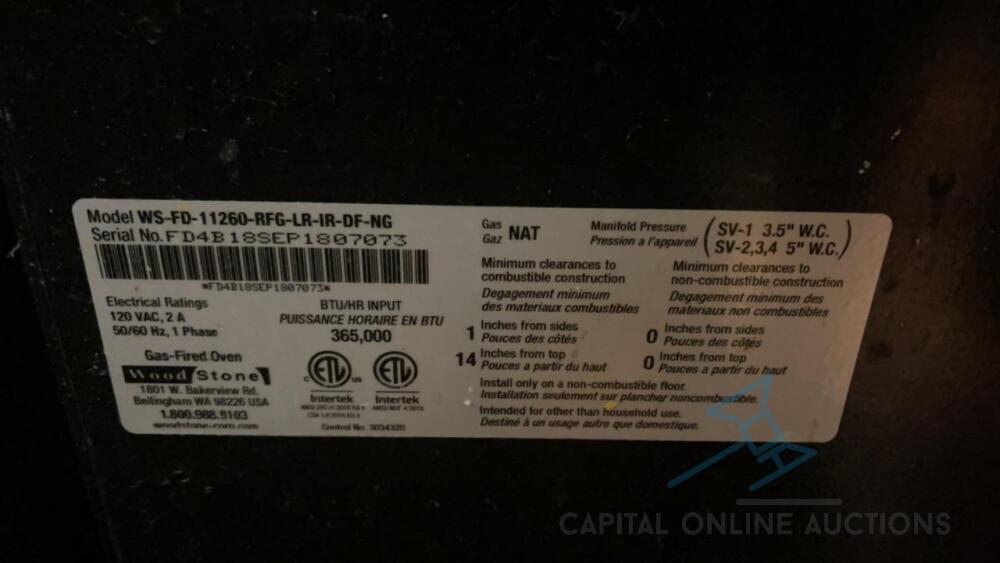 Model WS-FD-11260-RFG-LR-IR-DF-NG
Serial No. FD4B18SEP1807073
*FD4B18SEP1807073*
Electrical Ratings
120 VAC, 2 A
50/60 Hz, 1 Phase
BTU/HR INPUT
PUISSANCE HORAIRE EN BTU
365,000
Gas-Fired Oven
Wood Stone
1801 W. Bakerview Rd.
Bellingham WA 98226 USA
1.800.988.8103
woodstone-corp.com
C ETL US
Intertek
ETL
Intertek
Control No. 3034320
Gas
Gaz NAT
Manifold Pressure
Pression a l'appareil
(SV-1 3.5" W.C.
SV-2,3,4 5" W.C.)
Minimum clearances to
combustible construction
Degagement minimum
des materiaux combustibles
1 Inches from sides
Pouces des côtés
14 Inches from top
Pouces a partir du haut
Minimum clearances to
non-combustible construction
Degagement minimum des
materiaux non combustibles
0 Inches from sides
Pouces des côtés
0 Inches from top
Pouces a partir du haut
Install only on a non-combustible floor.
Installation seulement sur plancher noncombustible.
Intended for other than household use.
Destiné à un usage autre que domestique.
CAPITAL ONLINE AUCTIONS